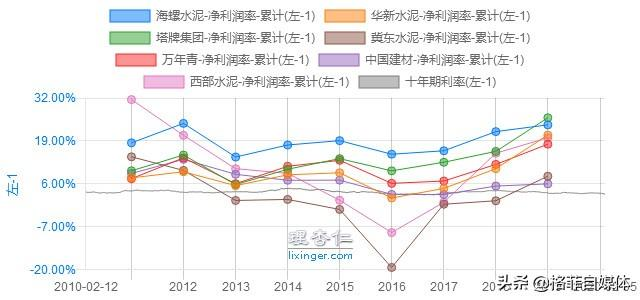 海螺水泥-净利润率-累计(左-1) 华新水泥-净利润率-累计(左-1)
塔牌集团-净利润率-累计(左-1) 冀东水泥-净利润率-累计(左-1)
万年青-净利润率-累计(左-1) 中国建材-净利润率-累计(左-1)
西部水泥-净利润率-累计(左-1) 十年期利率(左-1)
32.00%
19.00%
6.00%
-7.00%
-20.00%
左-1
理杏仁
lixinger.com
2010-02-12 2012 2013 2014 2015 2016 2017
头条 @格菲自媒体